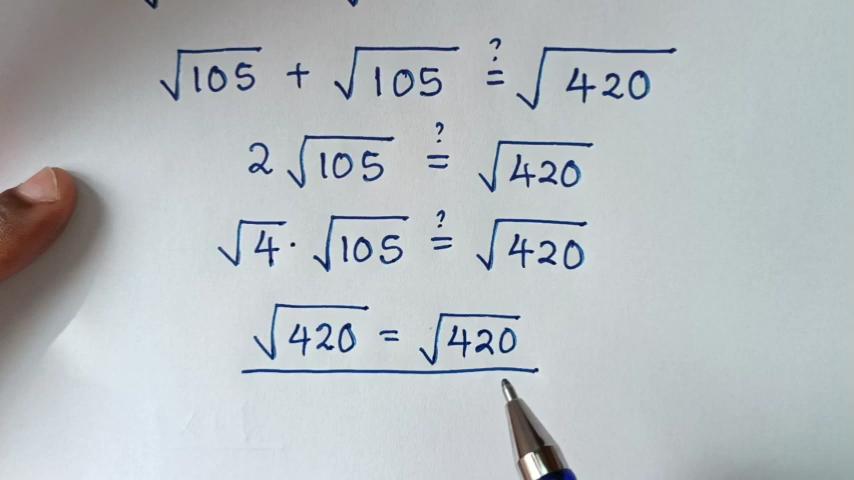 √105 + √105 ≟ √420
2√105 ≟ √420
√4 · √105 ≟ √420
√420 = √420